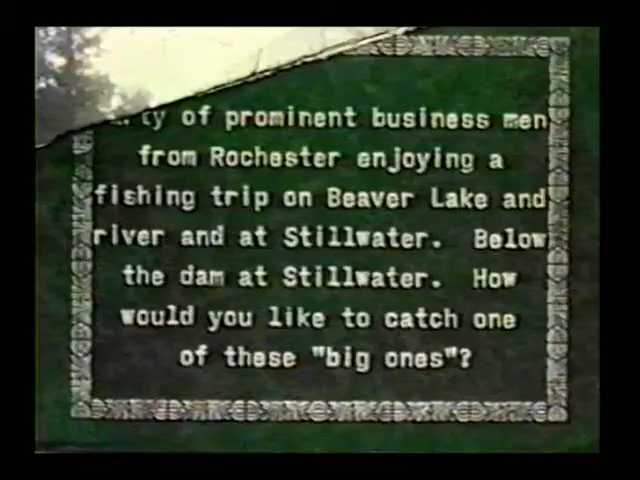 of prominent business men
from Rochester enjoying a
fishing trip on Beaver Lake and
river and at Stillwater. Below
the dam at Stillwater. How
would you like to catch one
of these "big ones"?